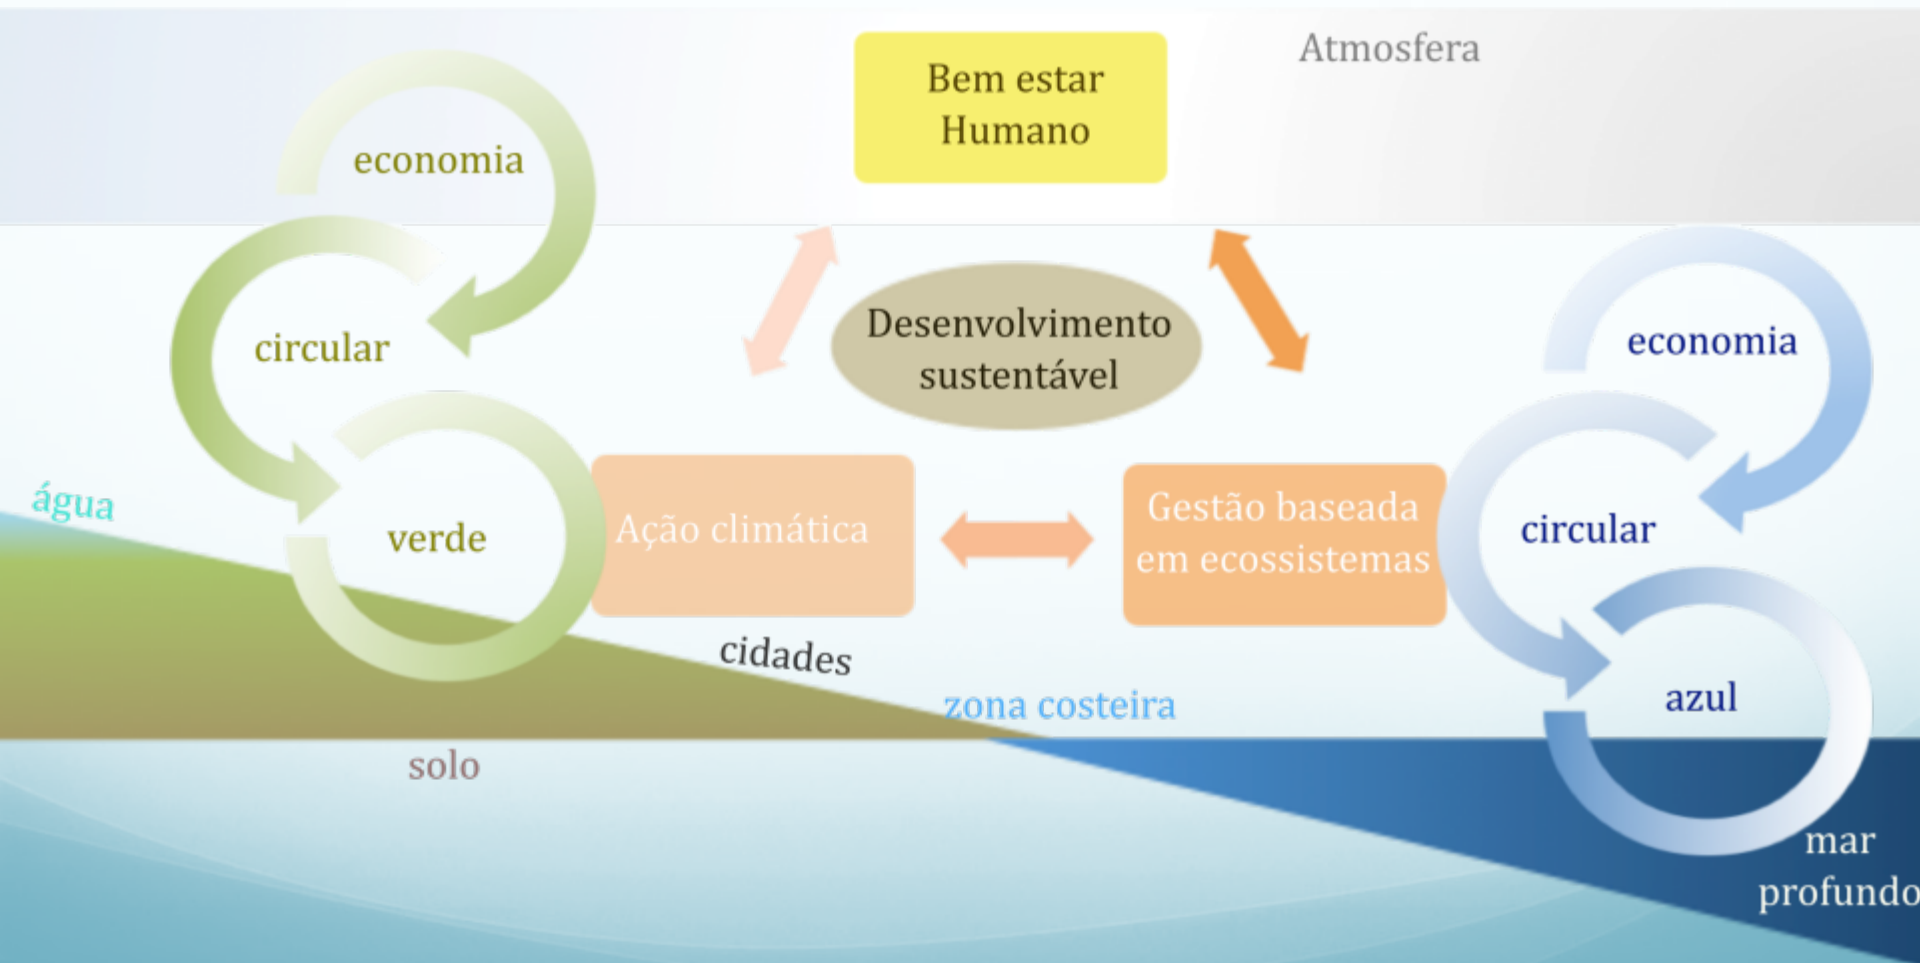 Atmosfera
Bem estar
Humano
economia
circular
verde
Desenvolvimento
sustentável
economia
circular
azul
água
Ação climática
Gestão baseada
em ecossistemas
cidades
zona costeira
solo
mar
profundo